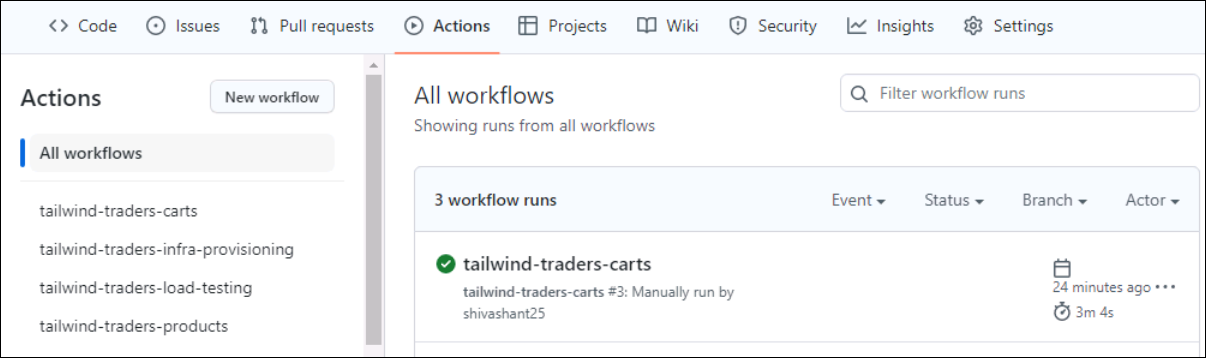 Code Issues Pull requests Actions Projects Wiki Security Insights Settings
Actions New workflow
All workflows
tailwind-traders-carts
tailwind-traders-infra-provisioning
tailwind-traders-load-testing
tailwind-traders-products
All workflows
Showing runs from all workflows
Filter workflow runs
3 workflow runs Event Status Branch Actor
tailwind-traders-carts
tailwind-traders-carts #3: Manually run by
shivashant25
24 minutes ago
3m 4s